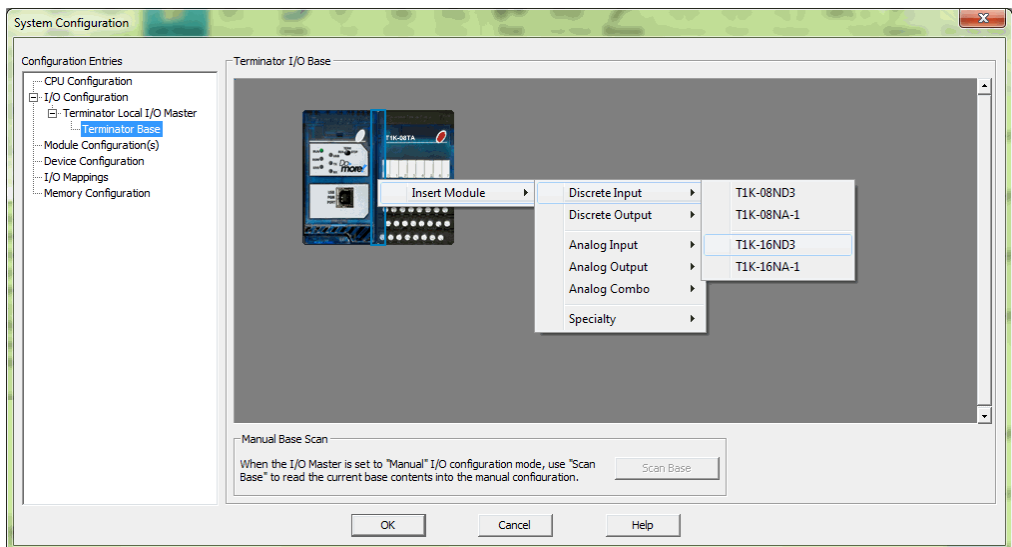 System Configuration
Configuration Entries
CPU Configuration
I/O Configuration
Terminator Local I/O Master
Terminator Base
Module Configuration(s)
Device Configuration
I/O Mappings
Memory Configuration
Terminator I/O Base
T1K-08TA
Do-more!
Insert Module
Discrete Input
Discrete Output
Analog Input
Analog Output
Analog Combo
Specialty
T1K-08ND3
T1K-08NA-1
T1K-16ND3
T1K-16NA-1
Manual Base Scan
When the I/O Master is set to "Manual" I/O configuration mode, use "Scan
Base" to read the current base contents into the manual configuration.
Scan Base
OK
Cancel
Help